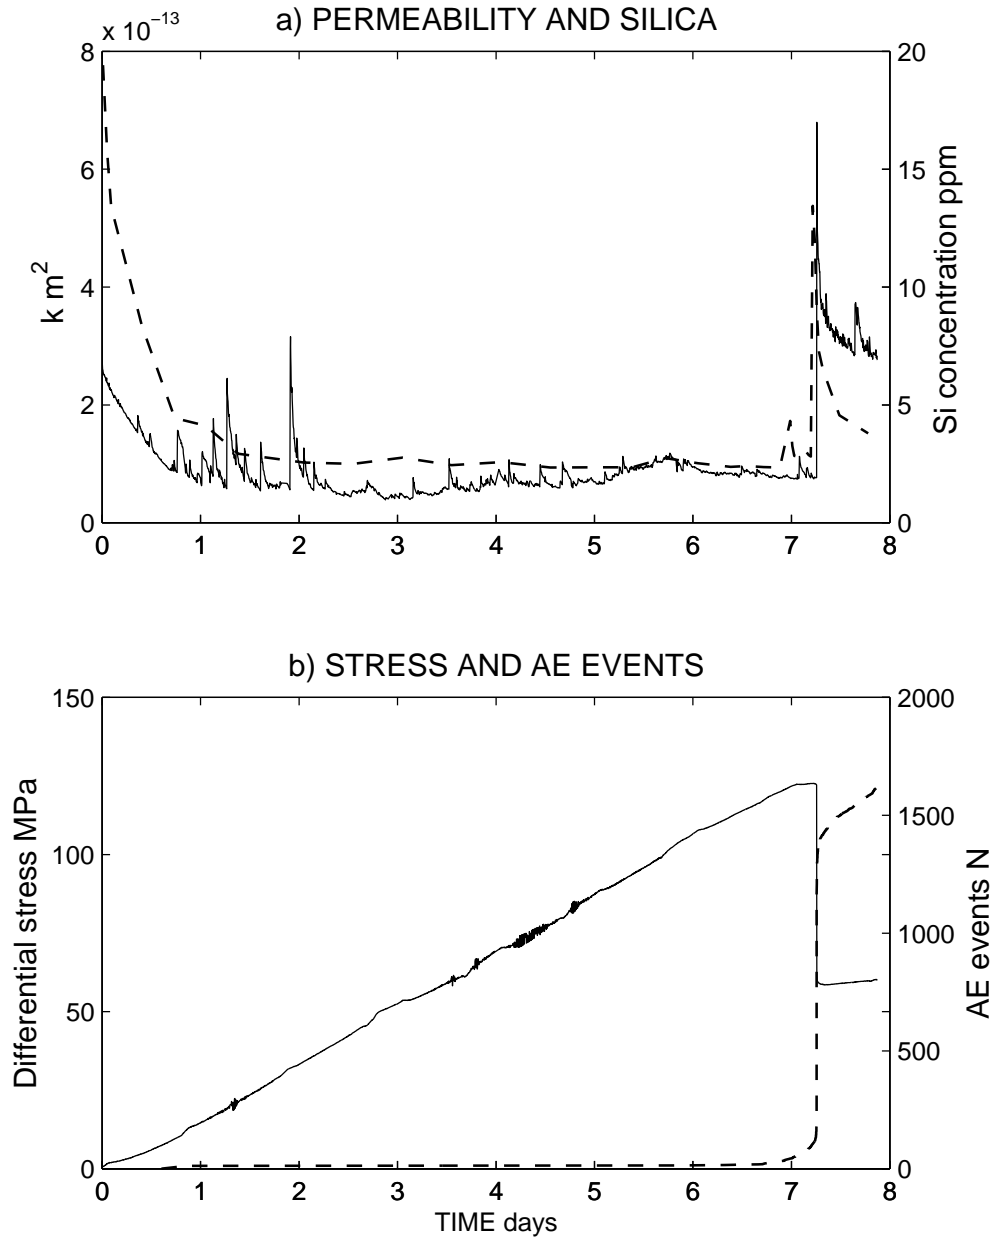 a) PERMEABILITY AND SILICA
x 10⁻¹³
8
6
4
2
0
k m²
20
15
10
5
0
Si concentration ppm
0 1 2 3 4 5 6 7 8
b) STRESS AND AE EVENTS
150
100
50
0
Differential stress MPa
2000
1500
1000
500
0
AE events N
0 1 2 3 4 5 6 7 8
TIME days